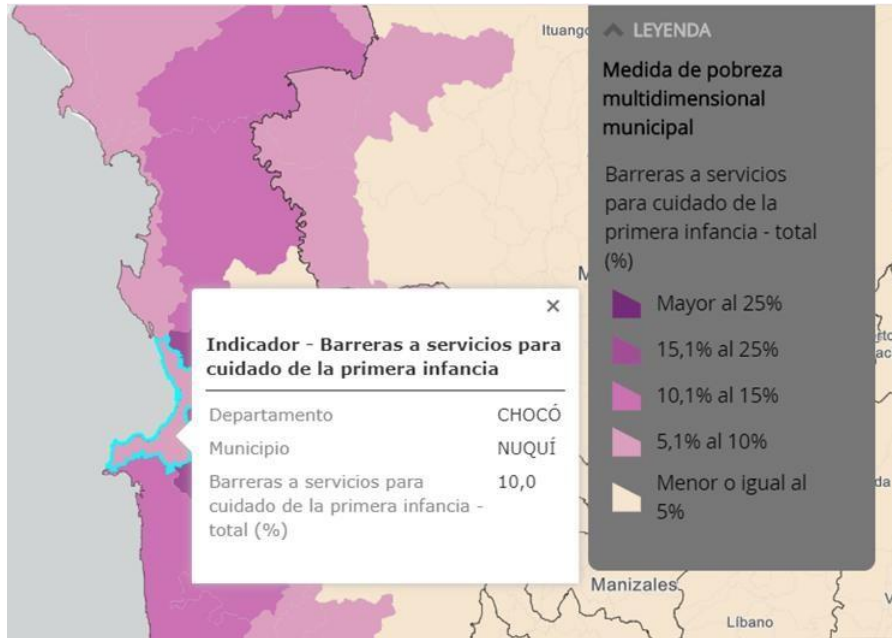 Ituango
LEYENDA
Medida de pobreza
multidimensional
municipal
Barreras a servicios
para cuidado de la
primera infancia - total
(%)
Mayor al 25%
15,1% al 25%
10,1% al 15%
5,1% al 10%
Menor o igual al
5%
Indicador - Barreras a servicios para
cuidado de la primera infancia
Departamento CHOCÓ
Municipio NUQUÍ
Barreras a servicios para 10,0
cuidado de la primera infancia -
total (%)
Manizales
Líbano